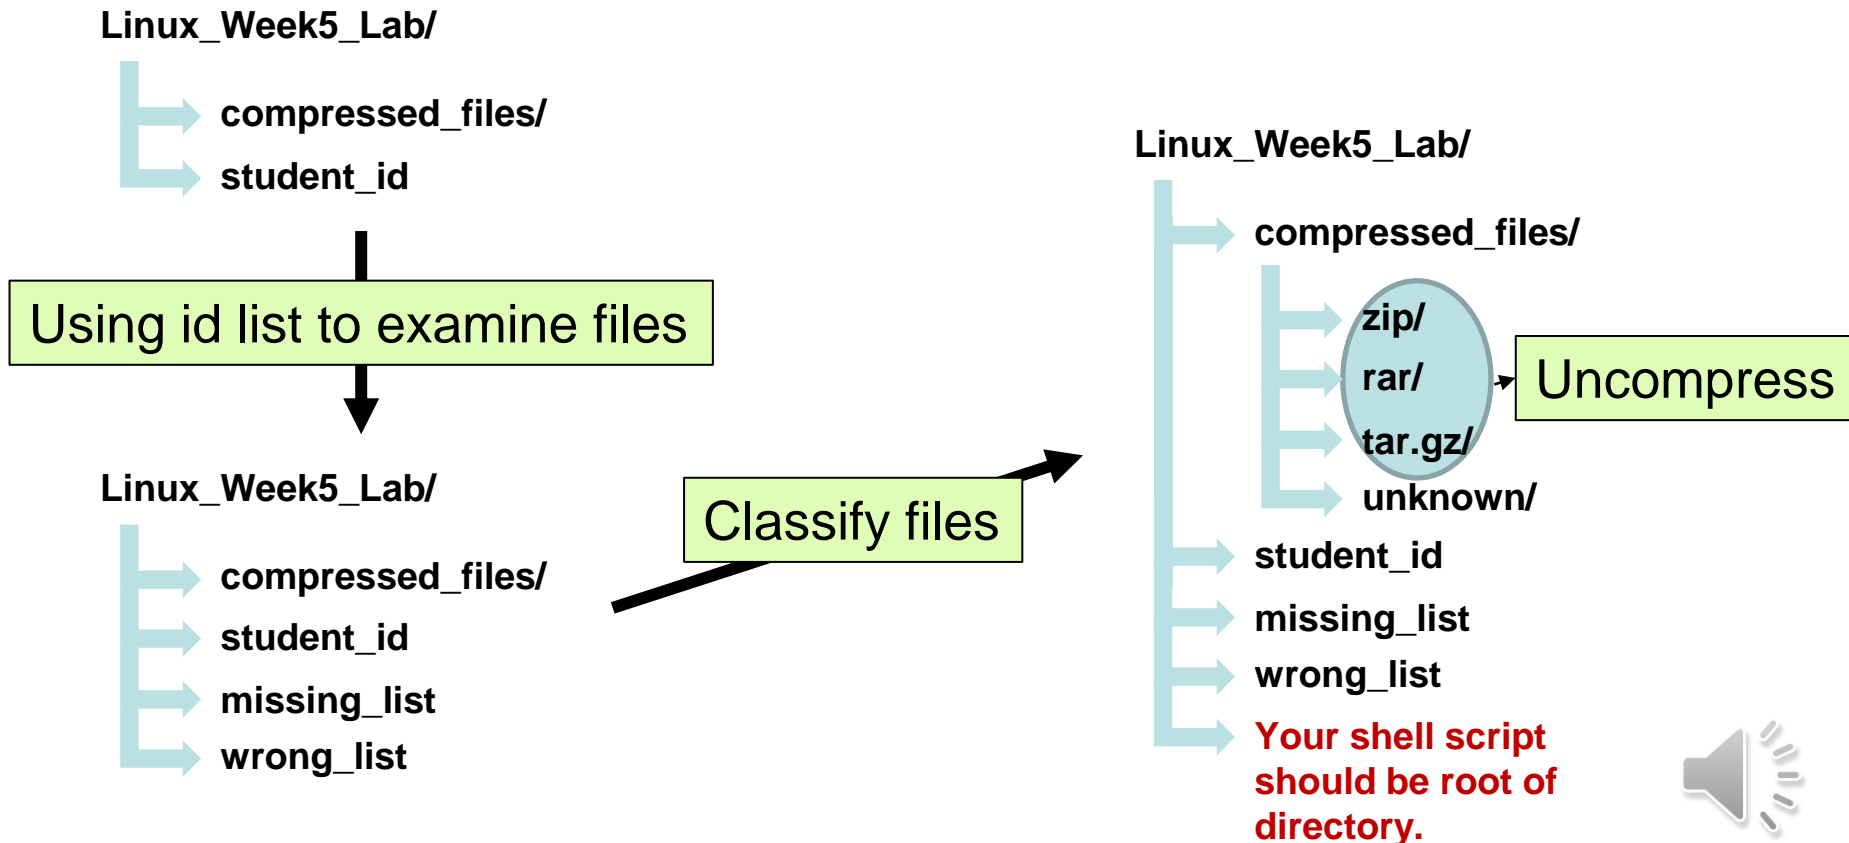 Linux_Week5_Lab/
compressed_files/
student_id
Using id list to examine files
Linux_Week5_Lab/
compressed_files/
student_id
missing_list
wrong_list
Classify files
Linux_Week5_Lab/
compressed_files/
zip/
rar/
tar.gz/
unknown/
Uncompress
student_id
missing_list
wrong_list
Your shell script
should be root of
directory.